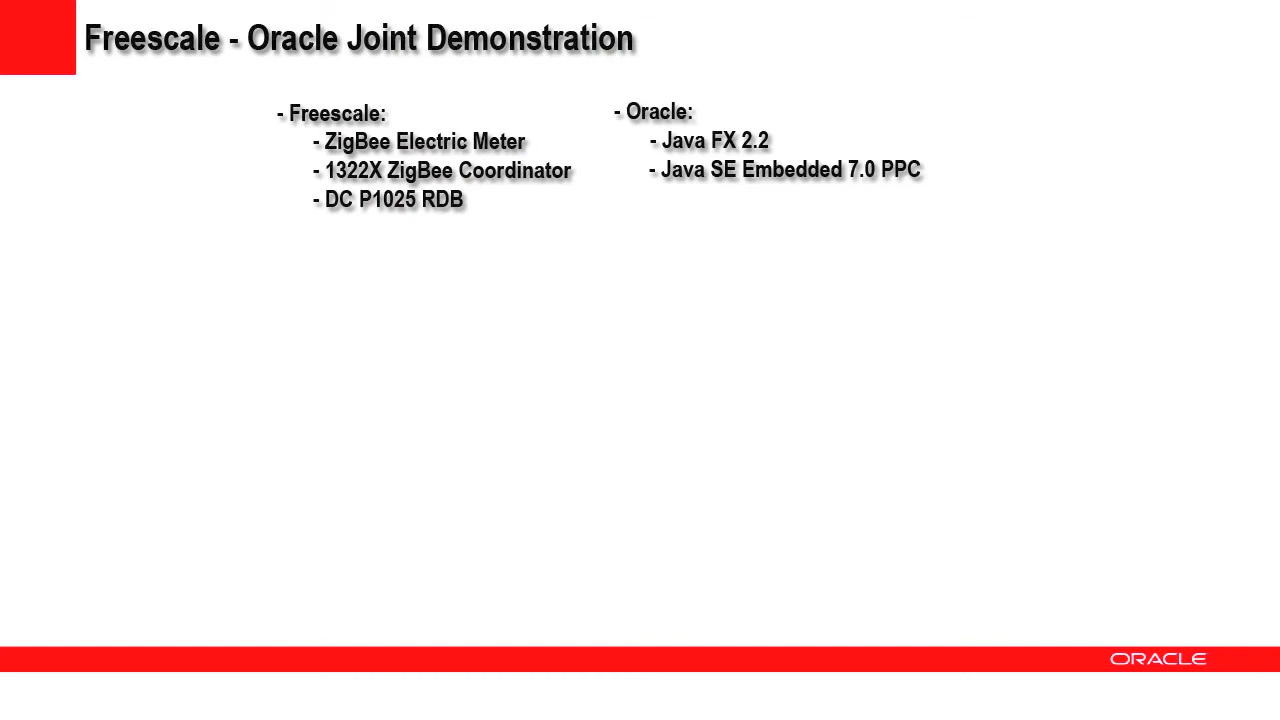 Freescale - Oracle Joint Demonstration
- Freescale:
- ZigBee Electric Meter
- 1322X ZigBee Coordinator
- DC P1025 RDB
- Oracle:
- Java FX 2.2
- Java SE Embedded 7.0 PPC
ORACLE